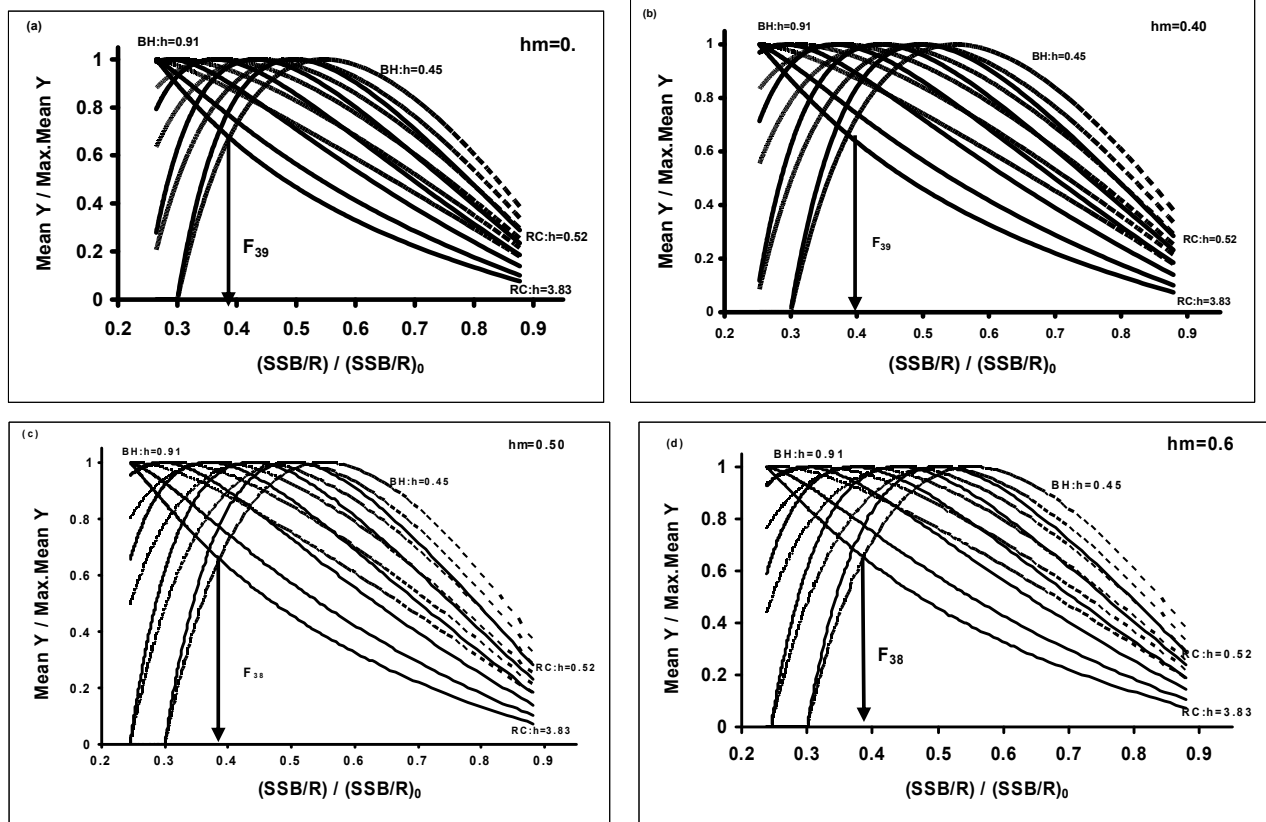 (a)
BH:h=0.91
hm=0.
BH:h=0.45
1
0.8
0.6
0.4
0.2
0
Mean Y / Max.Mean Y
F39
RC:h=0.52
RC:h=3.83
0.2 0.3 0.4 0.5 0.6 0.7 0.8 0.9
(SSB/R) / (SSB/R)0
(b)
BH:h=0.91
hm=0.40
BH:h=0.45
1
0.8
0.6
0.4
0.2
0
Mean Y / Max.Mean Y
F39
RC:h=0.52
RC:h=3.83
0.2 0.3 0.4 0.5 0.6 0.7 0.8 0.9
(SSB/R) / (SSB/R)0
(c)
BH:h=0.91
hm=0.50
BH:h=0.45
1
0.8
0.6
0.4
0.2
0
Mean Y / Max.Mean Y
F38
RC:h=0.52
RC:h=3.83
0.2 0.3 0.4 0.5 0.6 0.7 0.8 0.9
(SSB/R) / (SSB/R)0
(d)
BH:h=0.91
hm=0.6
BH:h=0.45
1
0.8
0.6
0.4
0.2
0
Mean Y / Max.Mean Y
F38
RC:h=0.52
RC:h=3.83
0.2 0.3 0.4 0.5 0.6 0.7 0.8 0.9
(SSB/R) / (SSB/R)0